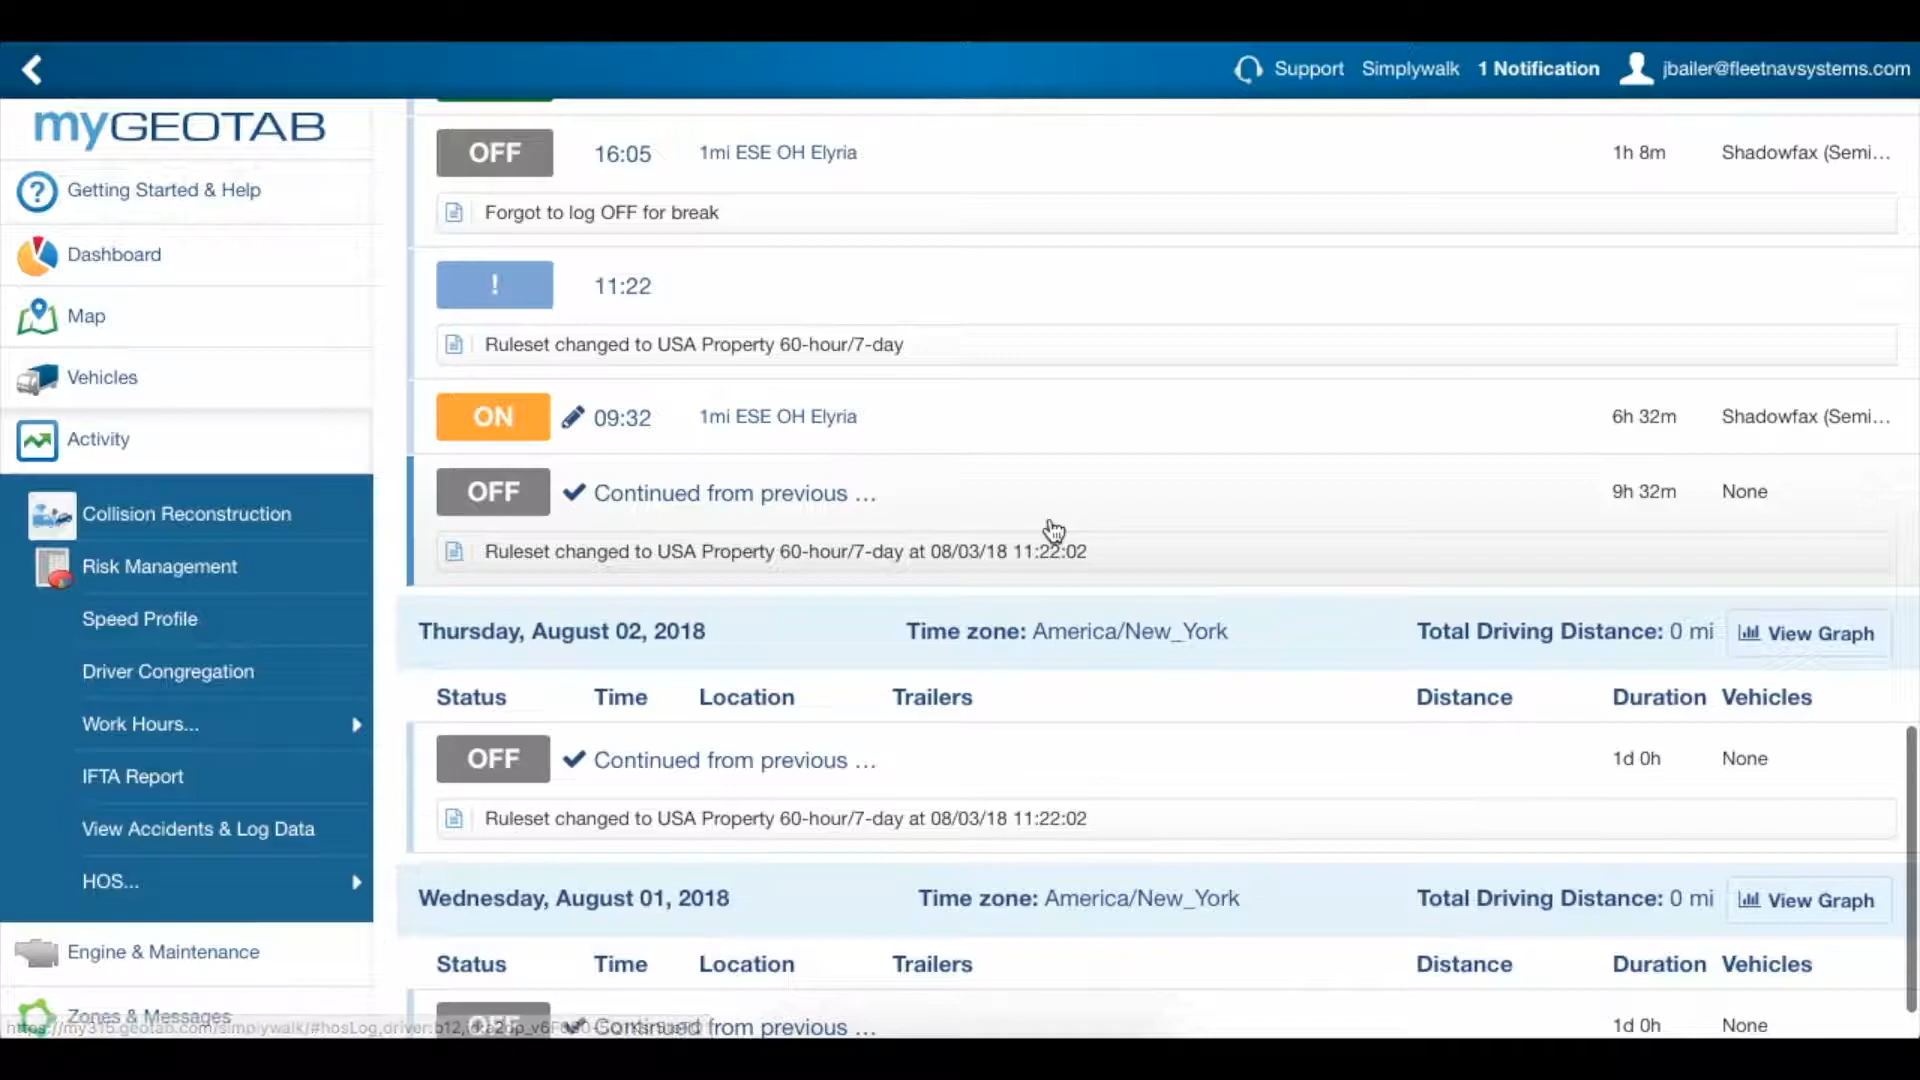 Support Simplywalk 1 Notification jbailer@fleetnavsystems.com
myGEOTAB
Getting Started & Help
Dashboard
Map
Vehicles
Activity
Collision Reconstruction
Risk Management
Speed Profile
Driver Congregation
Work Hours...
IFTA Report
View Accidents & Log Data
HOS...
Engine & Maintenance
Zones & Messages
OFF 16:05 1mi ESE OH Elyria 1h 8m Shadowfax (Semi...
Forgot to log OFF for break
! 11:22
Ruleset changed to USA Property 60-hour/7-day
ON 09:32 1mi ESE OH Elyria 6h 32m Shadowfax (Semi...
OFF Continued from previous ... 9h 32m None
Ruleset changed to USA Property 60-hour/7-day at 08/03/18 11:22:02
Thursday, August 02, 2018 Time zone: America/New_York Total Driving Distance: 0 mi View Graph
Status Time Location Trailers Distance Duration Vehicles
OFF Continued from previous ... 1d 0h None
Ruleset changed to USA Property 60-hour/7-day at 08/03/18 11:22:02
Wednesday, August 01, 2018 Time zone: America/New_York Total Driving Distance: 0 mi View Graph
Status Time Location Trailers Distance Duration Vehicles
OFF Continued from previous ... 1d 0h None